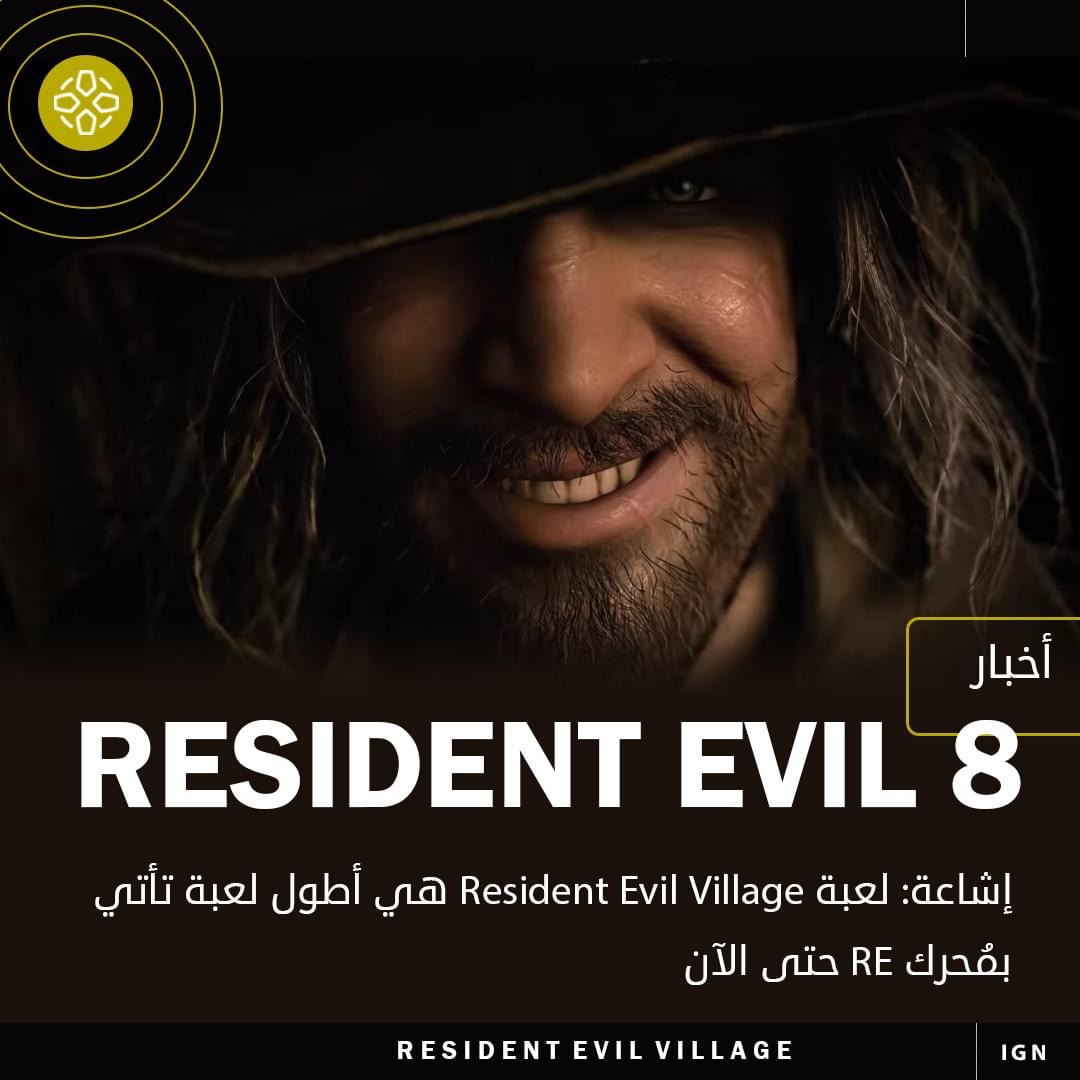 أخبار
RESIDENT EVIL 8
إشاعة: لعبة Resident Evil Village هي أطول لعبة تأتي
بمُحرك RE حتى الآن
RESIDENT EVIL VILLAGE
IGN